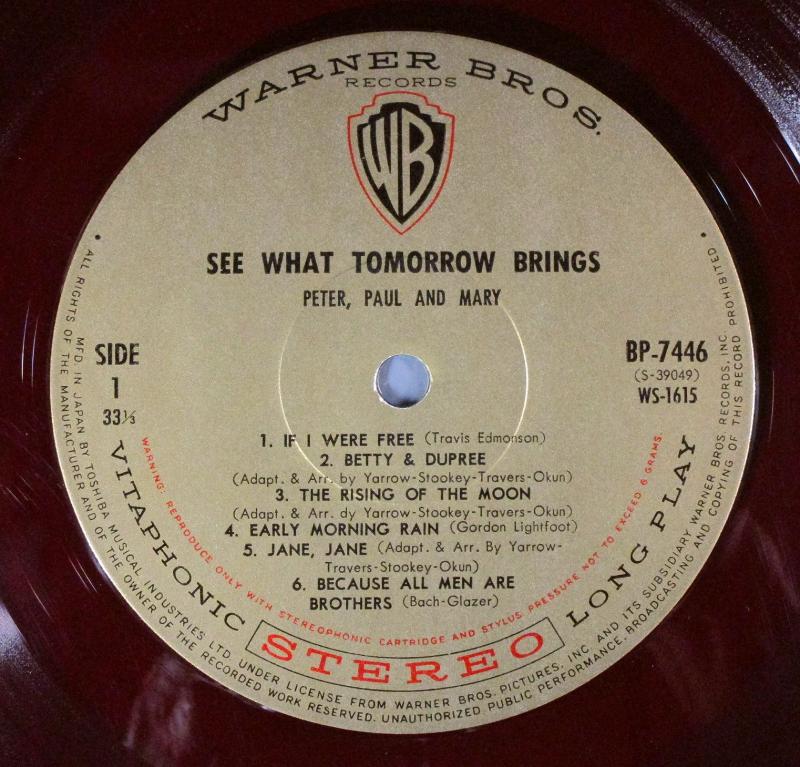 WARNER BROS.
RECORDS
WB
SEE WHAT TOMORROW BRINGS
PETER, PAUL AND MARY
SIDE
1
33⅓
BP-7446
(S-39049)
WS-1615
1. IF I WERE FREE (Travis Edmonson)
2. BETTY & DUPREE
(Adapt. & Arr. by Yarrow-Stookey-Travers-Okun)
3. THE RISING OF THE MOON
(Adapt. & Arr. dy Yarrow-Stookey-Travers-Okun)
4. EARLY MORNING RAIN (Gordon Lightfoot)
5. JANE, JANE (Adapt. & Arr. By Yarrow-
Travers-Stookey-Okun)
6. BECAUSE ALL MEN ARE
BROTHERS (Bach-Glazer)
WARNING: REPRODUCE ONLY WITH STEREOPHONIC CARTRIDGE AND STYLUS PRESSURE NOT TO EXCEED 6 GRAMS.
VITAPHONIC STEREO LONG PLAY
MFD. IN JAPAN BY TOSHIBA MUSICAL INDUSTRIES LTD. UNDER LICENSE FROM WARNER BROS. PICTURES, INC AND ITS SUBSIDIARY WARNER BROS. RECORDS, INC.
• ALL RIGHTS OF THE MANUFACTURER AND OF THE OWNER OF THE RECORDED WORK RESERVED. UNAUTHORIZED PUBLIC PERFORMANCE, BROADCASTING AND COPYING OF THIS RECORD PROHIBITED •